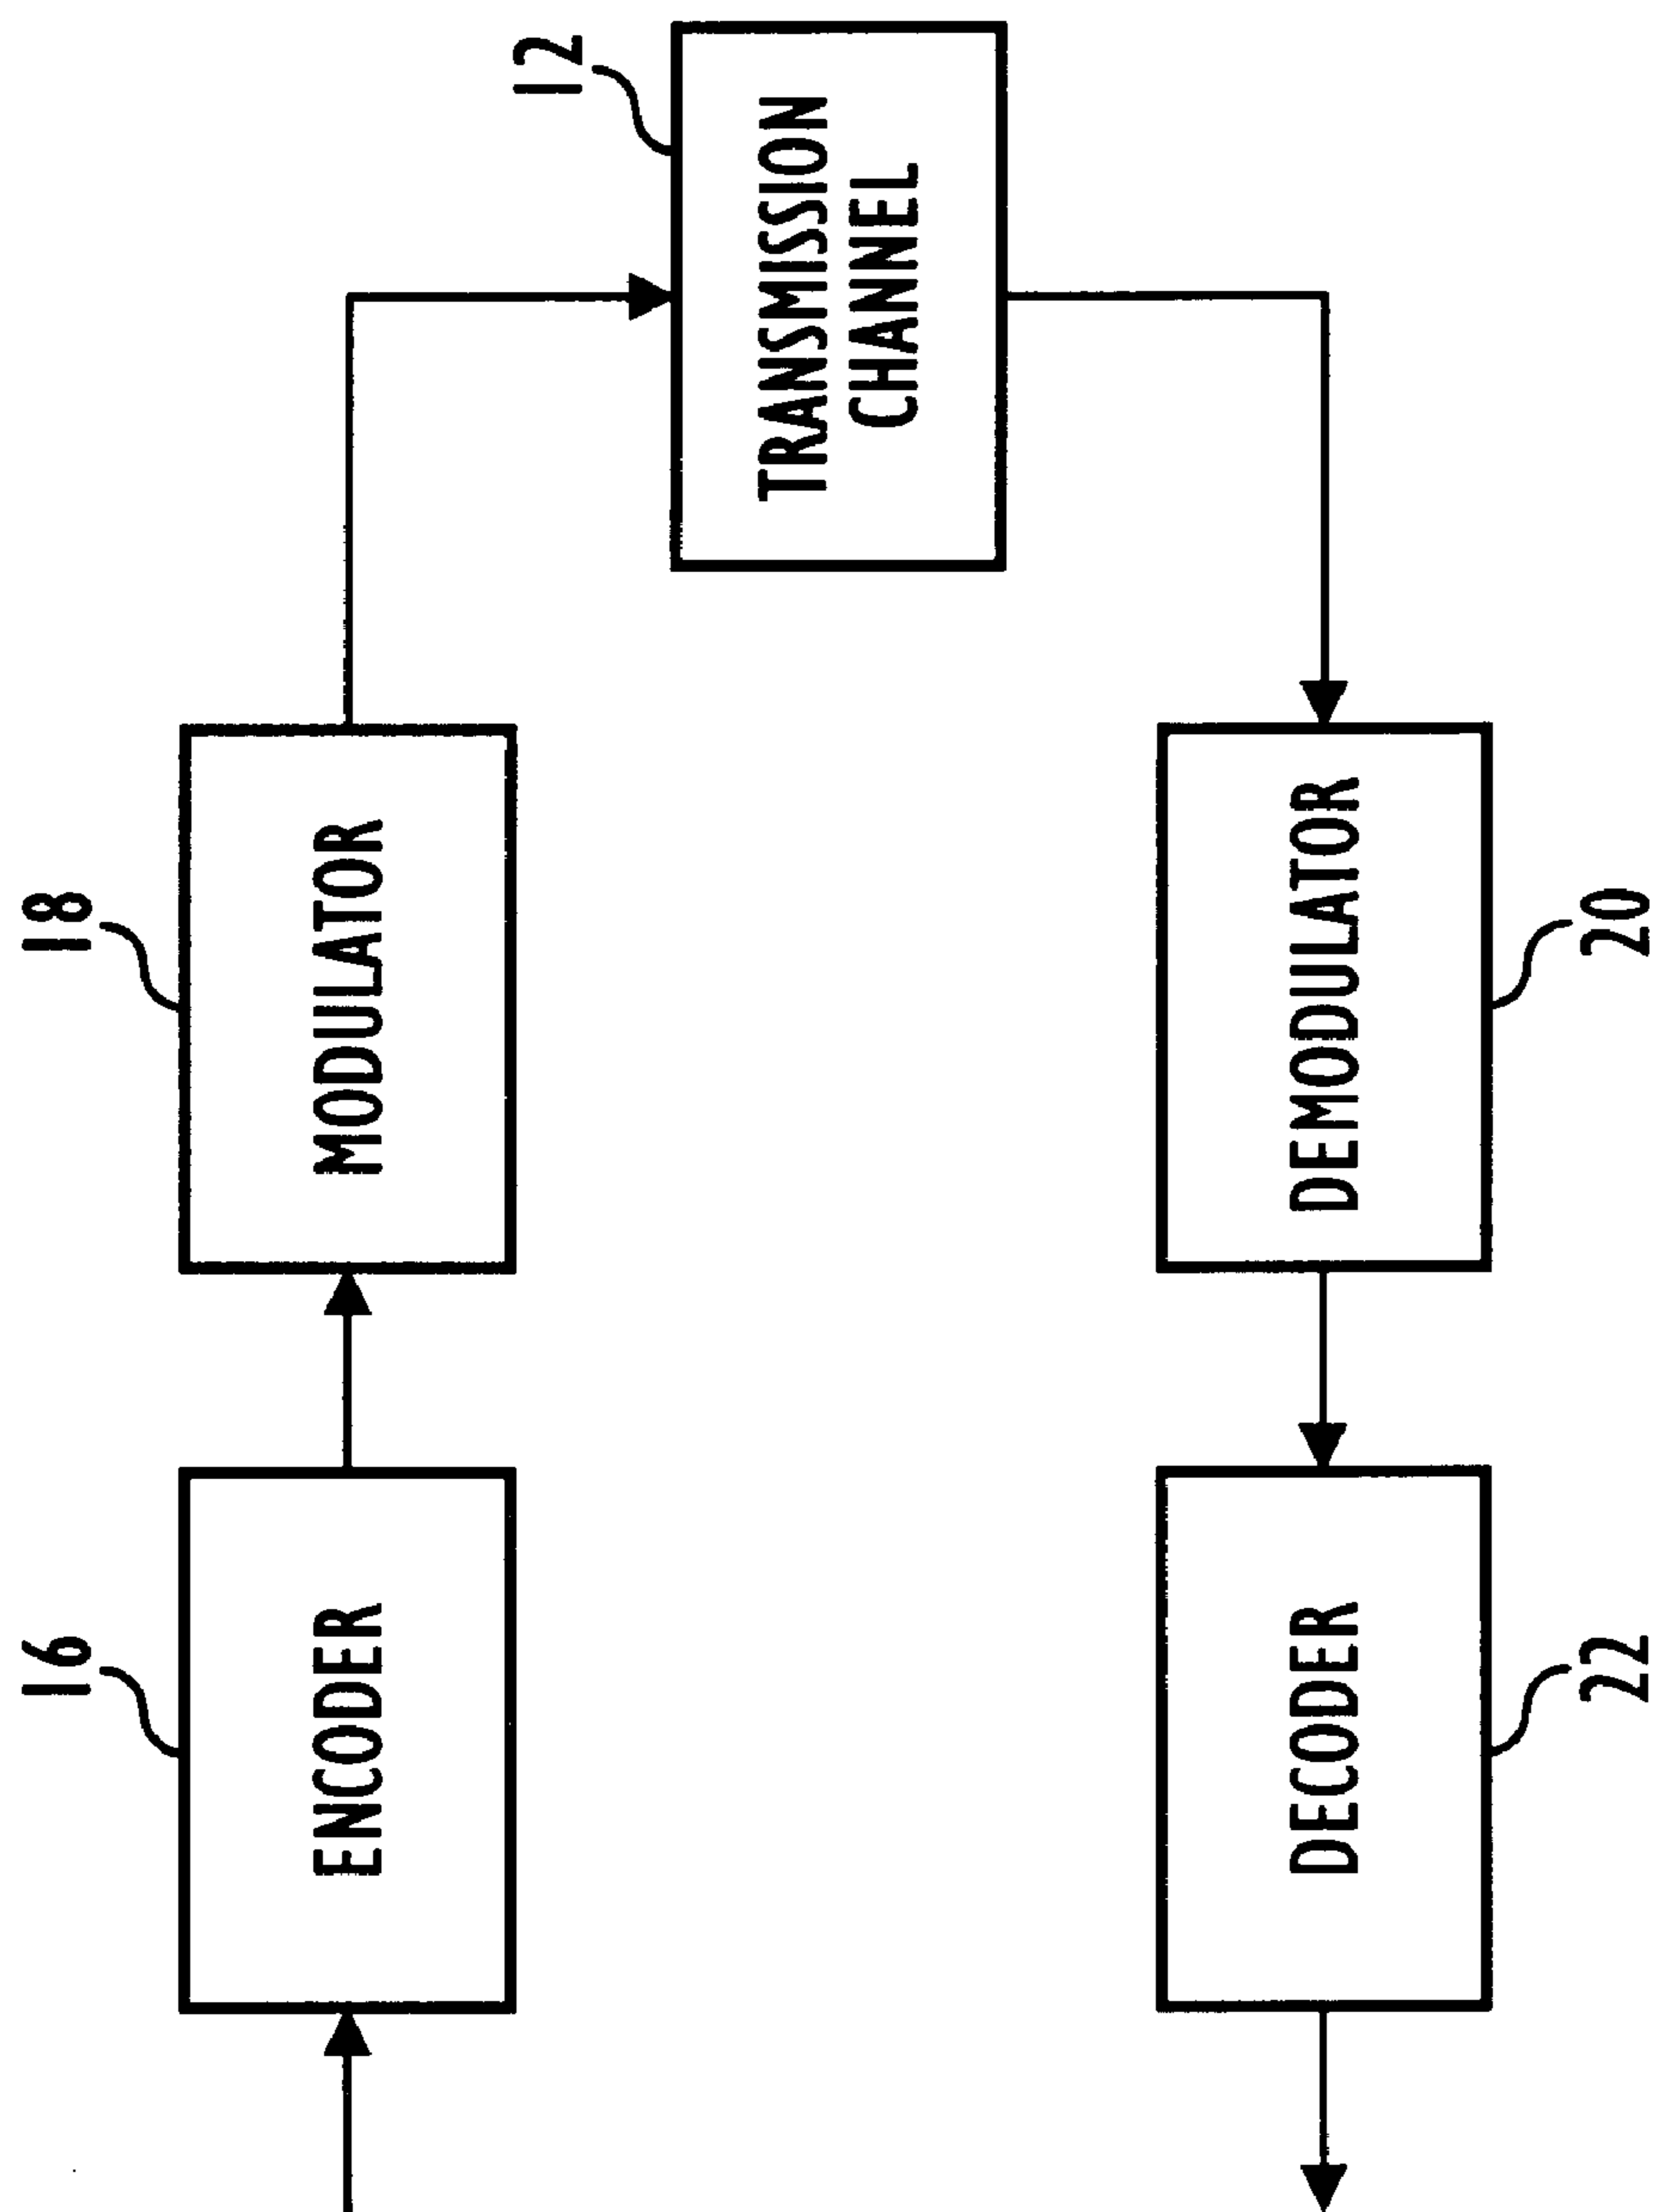 16
ENCODER
18
MODULATOR
12
TRANSMISSION
CHANNEL
20
DEMODULATOR
22
DECODER